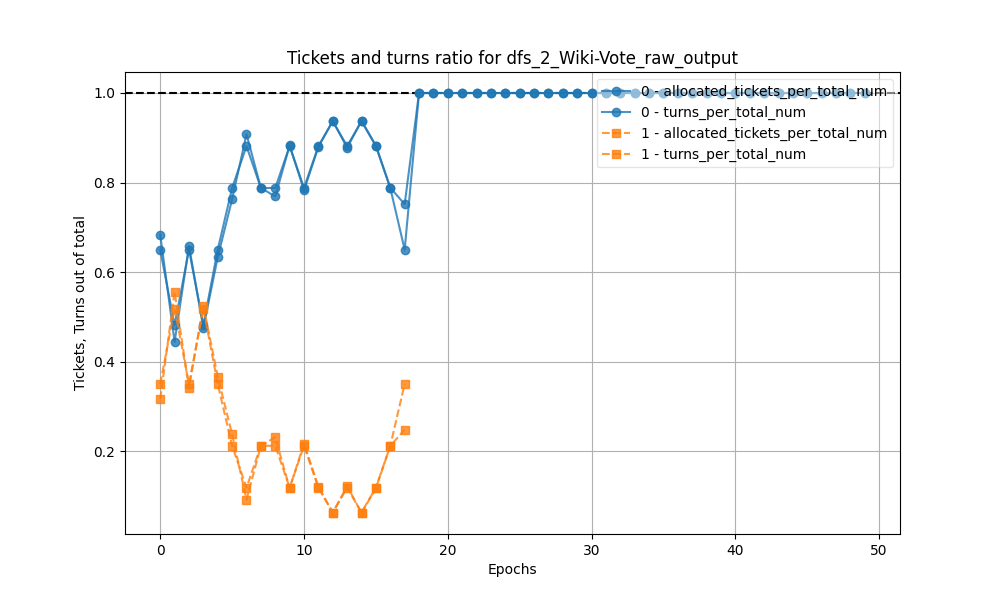 Tickets and turns ratio for dfs_2_Wiki-Vote_raw_output
Tickets, Turns out of total
1.0
0.8
0.6
0.4
0.2
0 - allocated_tickets_per_total_num
0 - turns_per_total_num
1 - allocated_tickets_per_total_num
1 - turns_per_total_num
0 10 20 30 40 50
Epochs